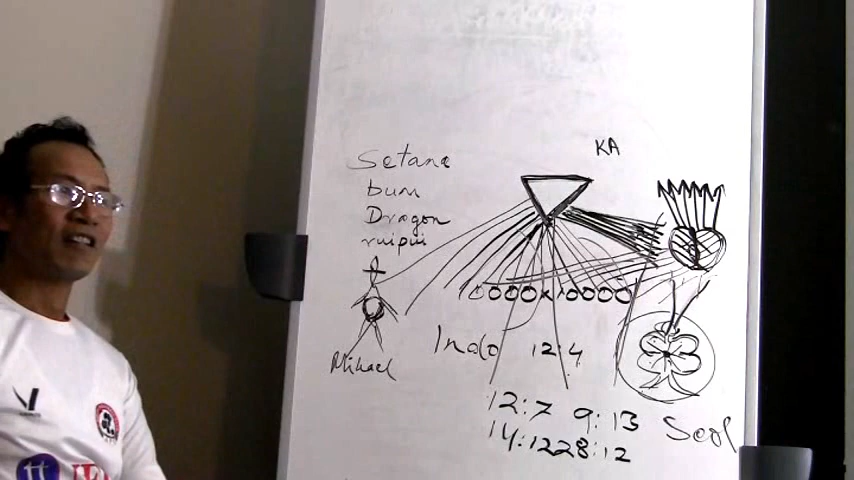 KA
Setana
bum
Dragon
ruipui
Mihael
Indo 12:4
12:7 9:13
14:12 28:12
Seol